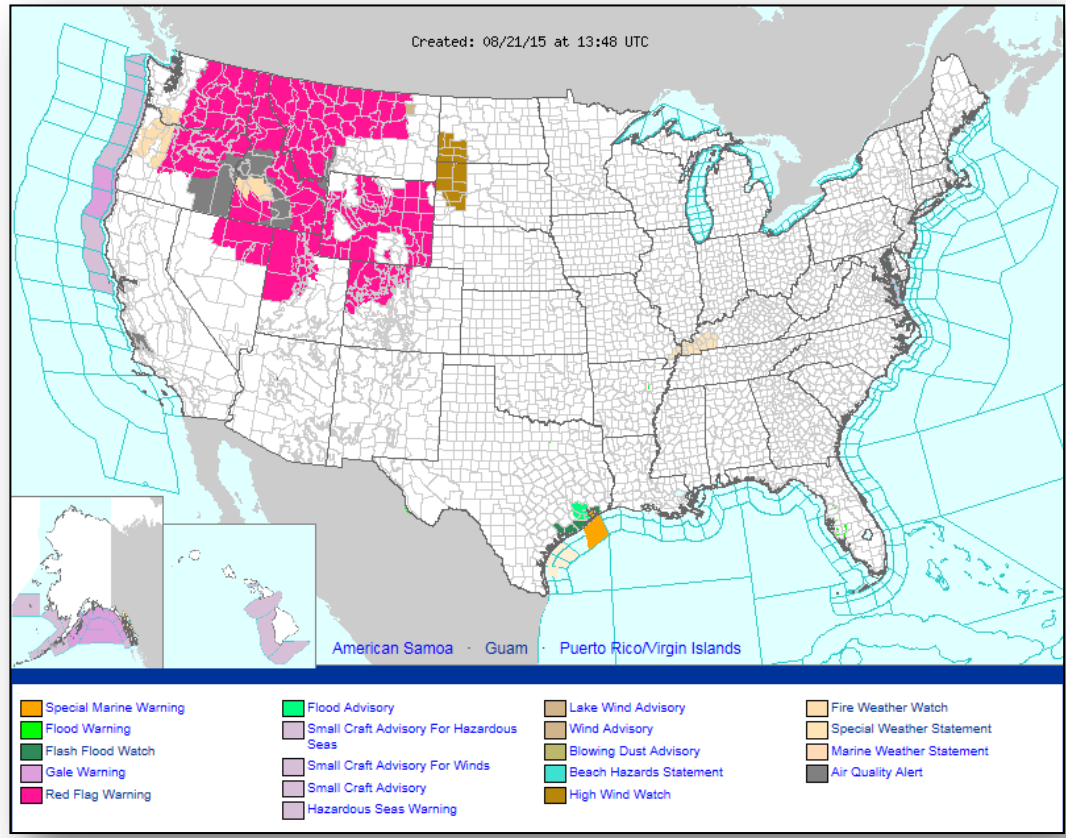 Created: 08/21/15 at 13:48 UTC
American Samoa · Guam · Puerto Rico/Virgin Islands
Special Marine Warning
Flood Warning
Flash Flood Watch
Gale Warning
Red Flag Warning
Flood Advisory
Small Craft Advisory For Hazardous
Seas
Small Craft Advisory For Winds
Small Craft Advisory
Hazardous Seas Warning
Lake Wind Advisory
Wind Advisory
Blowing Dust Advisory
Beach Hazards Statement
High Wind Watch
Fire Weather Watch
Special Weather Statement
Marine Weather Statement
Air Quality Alert